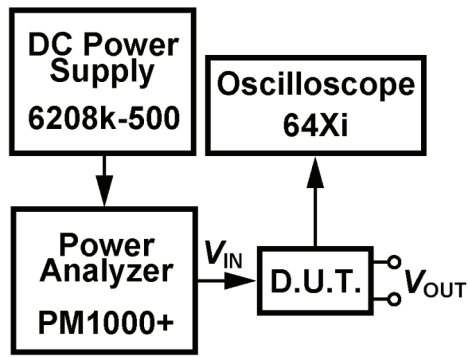 DC Power
Supply
6208k-500
Oscilloscope
64Xi
Power
Analyzer
PM1000+
VIN
D.U.T.
VOUT